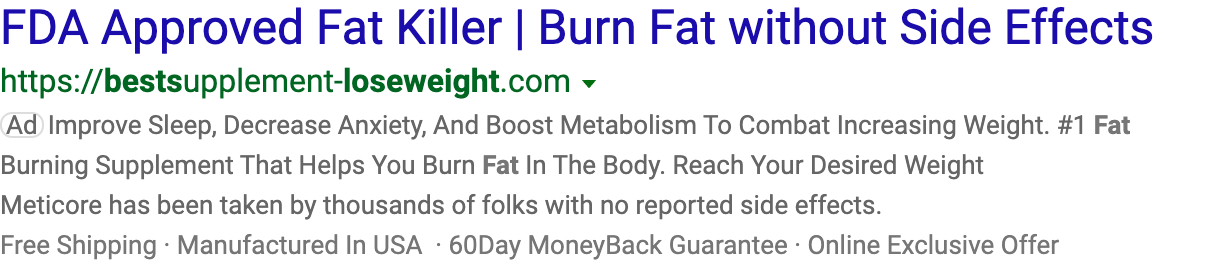 FDA Approved Fat Killer | Burn Fat without Side Effects
https://bestsupplement-loseweight.com
Ad Improve Sleep, Decrease Anxiety, And Boost Metabolism To Combat Increasing Weight. #1 Fat
Burning Supplement That Helps You Burn Fat In The Body. Reach Your Desired Weight
Meticore has been taken by thousands of folks with no reported side effects.
Free Shipping · Manufactured In USA · 60Day MoneyBack Guarantee · Online Exclusive Offer